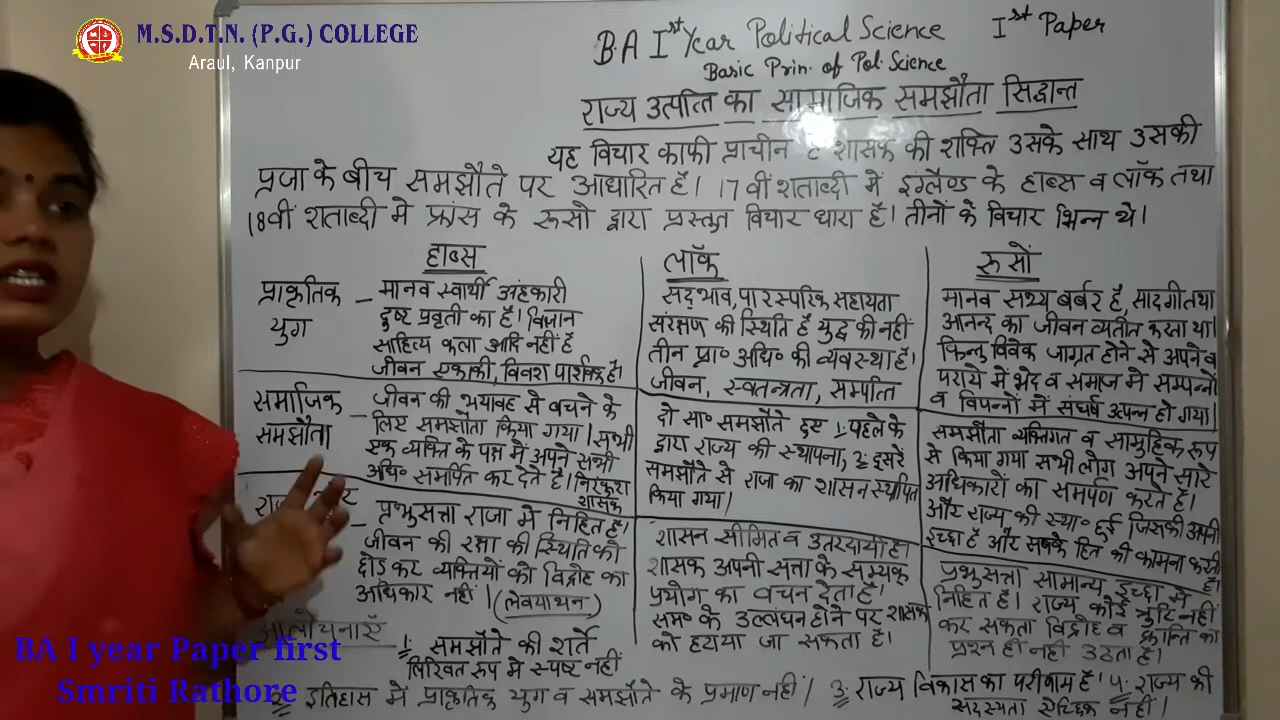 M.S.D.T.N. (P.G.) COLLEGE
Araul, Kanpur
B.A Ist Year Political Science Ist Paper
Basic Prin. of Pol. Science
राज्य उत्पत्ति का सामाजिक समझौता सिद्धान्त
यह विचार काफी प्राचीन है शासक की शक्ति उसके साथ उसकी
प्रजा के बीच समझौते पर आधारित है। 17 वीं शताब्दी में इंग्लैण्ड के हाब्स व लॉक तथा
18वीं शताब्दी मे फ्रांस के रूसो द्वारा प्रस्तुत विचार धारा है। तीनों के विचार भिन्न थे।
हाब्स
प्राकृतिक युग
– मानव स्वार्थी अंहकारी
दुष्ट प्रवृती का है। विज्ञान
साहित्य कला आदि नहीं है
जीवन एकाकी, विवश पाशविक है।
लॉक
सद्भाव, पारस्परिक सहायता
संरक्षण की स्थिति है युद्ध की नहीं
तीन प्रा० अधि० की व्यवस्था है।
जीवन, स्वतन्त्रता, सम्पत्ति
रूसों
मानव सभ्य बर्बर है, सादगी तथा
आनन्द का जीवन व्यतीत करता था।
किन्तु विवेक जाग्रत होने से अपने व
पराये में भेद व समाज मे सम्पन्नों
व विपन्नों में संघर्ष उत्पन्न हो गया।
समाजिक समझौता
– जीवन की भयावह से बचने के
लिए समझौता किया गया। सभी
एक व्यक्ति के पक्ष में अपने सभी
अधि० समर्पित कर देते है। निरंकुश
शासक
दो सा० समझौते हुए 1: पहले के
द्वारा राज्य की स्थापना, 2: दूसरे
समझौते से राजा का शासन स्थापित
किया गया।
समझौता व्यक्तिगत व सामुहिक रूप
से किया गया सभी लोग अपने सारे
अधिकारों का समर्पण करते है।
और राज्य की स्था० हुई जिसकी अपनी
इच्छा है और सबके हित की कामना करती
है।
– प्रभुसत्ता राजा मे निहित है।
जीवन की रक्षा की स्थिति को
छोड कर व्यक्तियों को विद्रोह का
अधिकार नहीं। (लेवयाथन)
शासन सीमित व उतरदायी है।
शासक अपनी सत्ता के सम्यक्
प्रयोग का वचन देता है।
सम० के उल्लंघन होने पर शासक
को हटाया जा सकता है।
प्रभुसत्ता सामान्य इच्छा मे
निहित है। राज्य कोई त्रुटि नहीं
कर सकता विद्रोह व क्रान्ति का
प्रश्न ही नहीं उठता है।
आलोचनाएँ
1: समझौते की शर्ते
लिखित रूप मे स्पष्ट नहीं
2: इतिहास में प्राकृतिक युग व समझौते के प्रमाण नहीं। 3: राज्य विकास का परीणाम है। 4: राज्य की
सदस्यता ऐच्छिक नहीं।
BA I year Paper first
Smriti Rathore